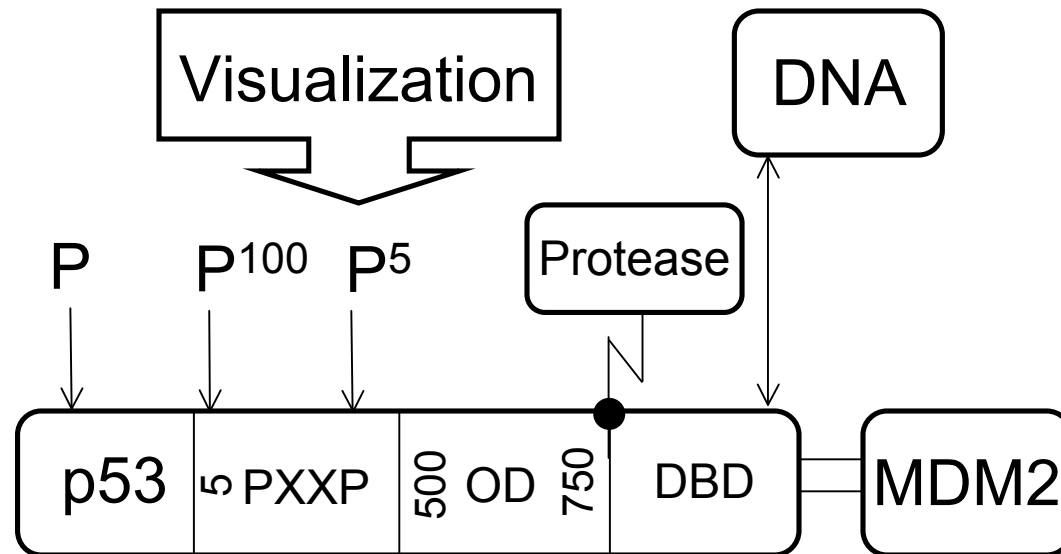 Visualization
DNA
Protease
P
P100
P5
p53
5
PXXP
500
OD
750
DBD
MDM2